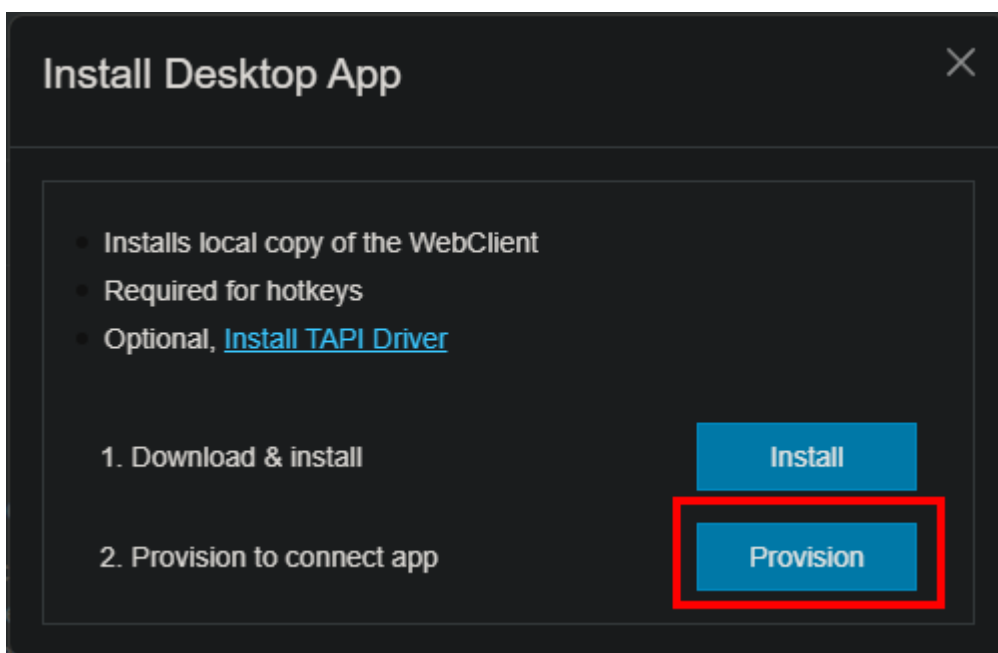 Install Desktop App
Installs local copy of the WebClient
Required for hotkeys
Optional, Install TAPI Driver
1. Download & install
Install
2. Provision to connect app
Provision